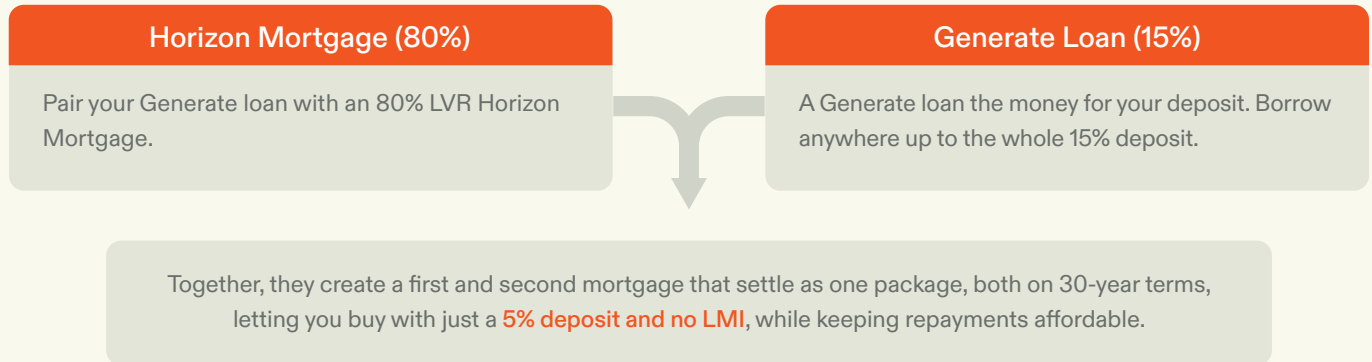 Horizon Mortgage (80%)
Pair your Generate loan with an 80% LVR Horizon
Mortgage.
Generate Loan (15%)
A Generate loan the money for your deposit. Borrow
anywhere up to the whole 15% deposit.
Together, they create a first and second mortgage that settle as one package, both on 30-year terms,
letting you buy with just a 5% deposit and no LMI, while keeping repayments affordable.